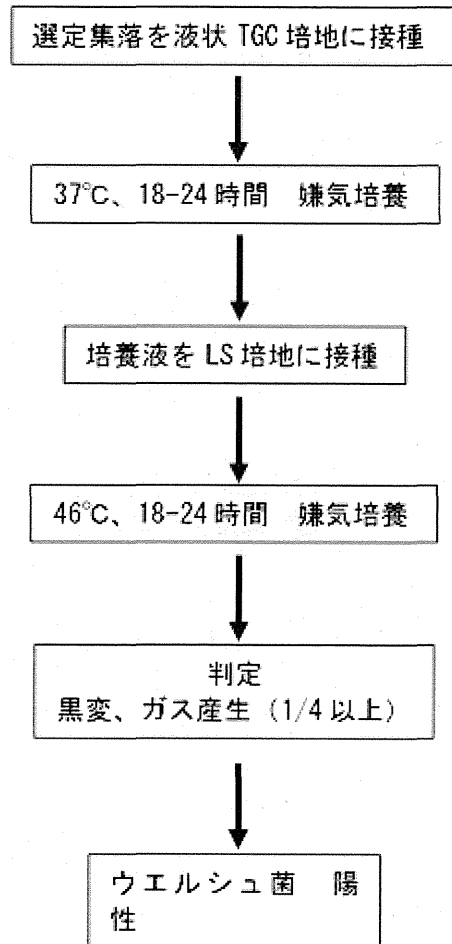 選定集落を液状 TGC 培地に接種
37℃、18-24 時間 嫌気培養
培養液を LS 培地に接種
46℃、18-24 時間 嫌気培養
判定
黒変、ガス産生（1/4 以上）
ウエルシュ菌 陽
性